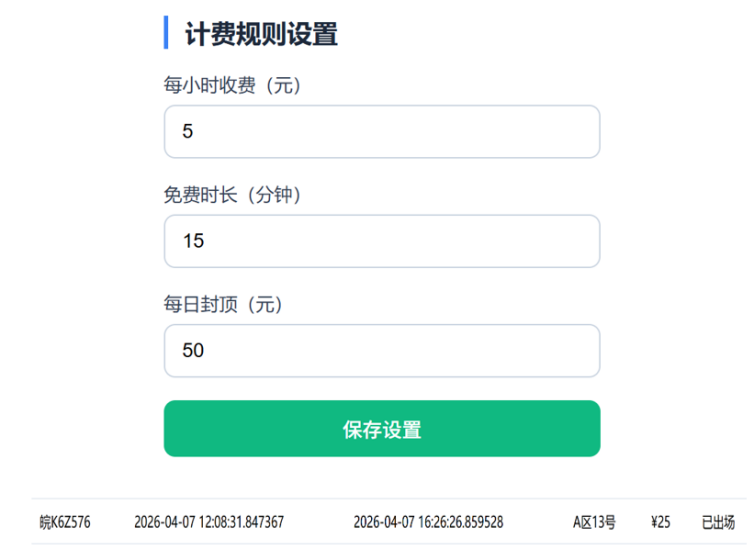 计费规则设置
每小时收费（元）
5
免费时长（分钟）
15
每日封顶（元）
50
保存设置
皖K6Z576 2026-04-07 12:08:31.847367 2026-04-07 16:26:26.859528 A区13号 ¥25 已出场